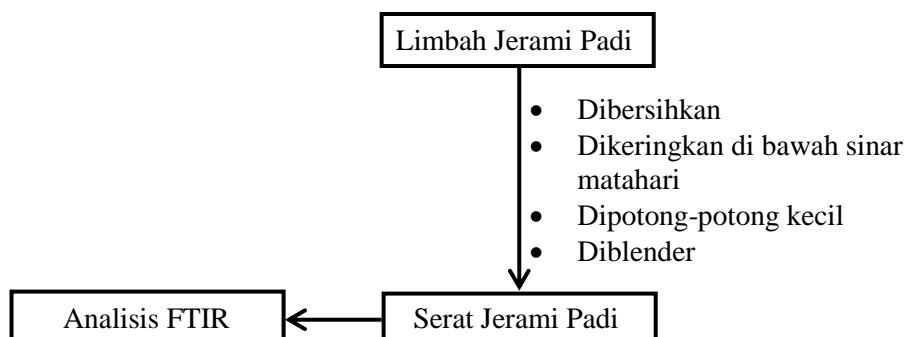 Limbah Jerami Padi
• Dibersihkan
• Dikeringkan di bawah sinar
matahari
• Dipotong-potong kecil
• Diblender
Analisis FTIR
Serat Jerami Padi